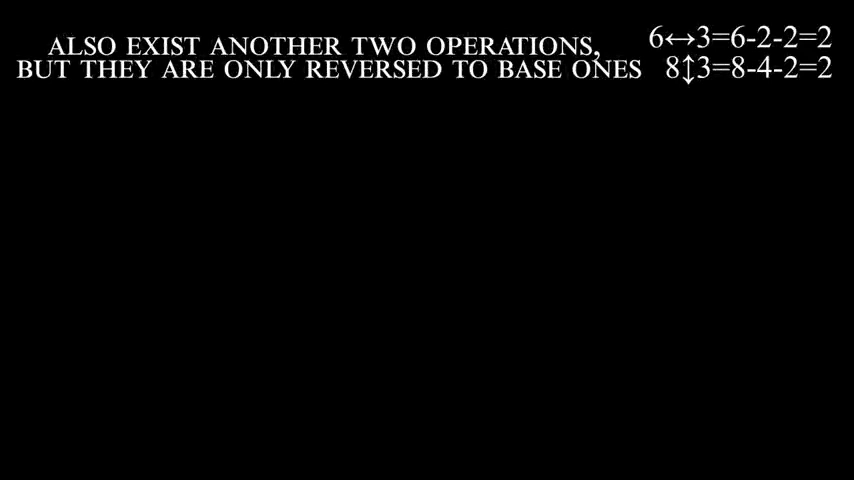 ALSO EXIST ANOTHER TWO OPERATIONS, 6↔3=6-2-2=2
BUT THEY ARE ONLY REVERSED TO BASE ONES 8↕3=8-4-2=2